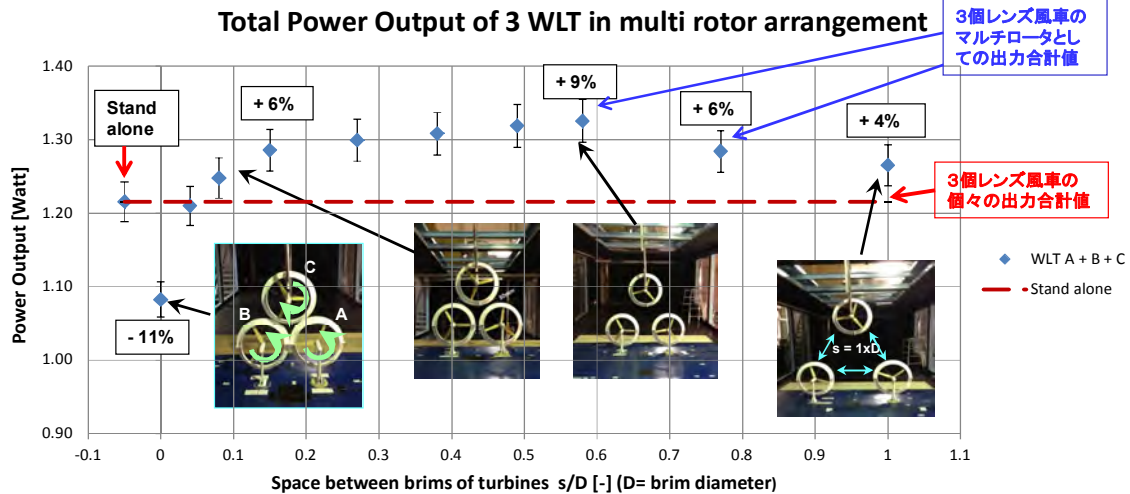 Total Power Output of 3 WLT in multi rotor arrangement
3個レンズ風車の
マルチロータとし
ての出力合計値
1.40
1.30
1.20
1.10
1.00
0.90
Power Output [Watt]
Stand
alone
+ 6%
+ 9%
+ 6%
+ 4%
- 11%
3個レンズ風車の
個々の出力合計値
C
B
A
s = 1xD
WLT A + B + C
Stand alone
-0.1
0
0.1
0.2
0.3
0.4
0.5
0.6
0.7
0.8
0.9
1
1.1
Space between brims of turbines s/D [-] (D= brim diameter)